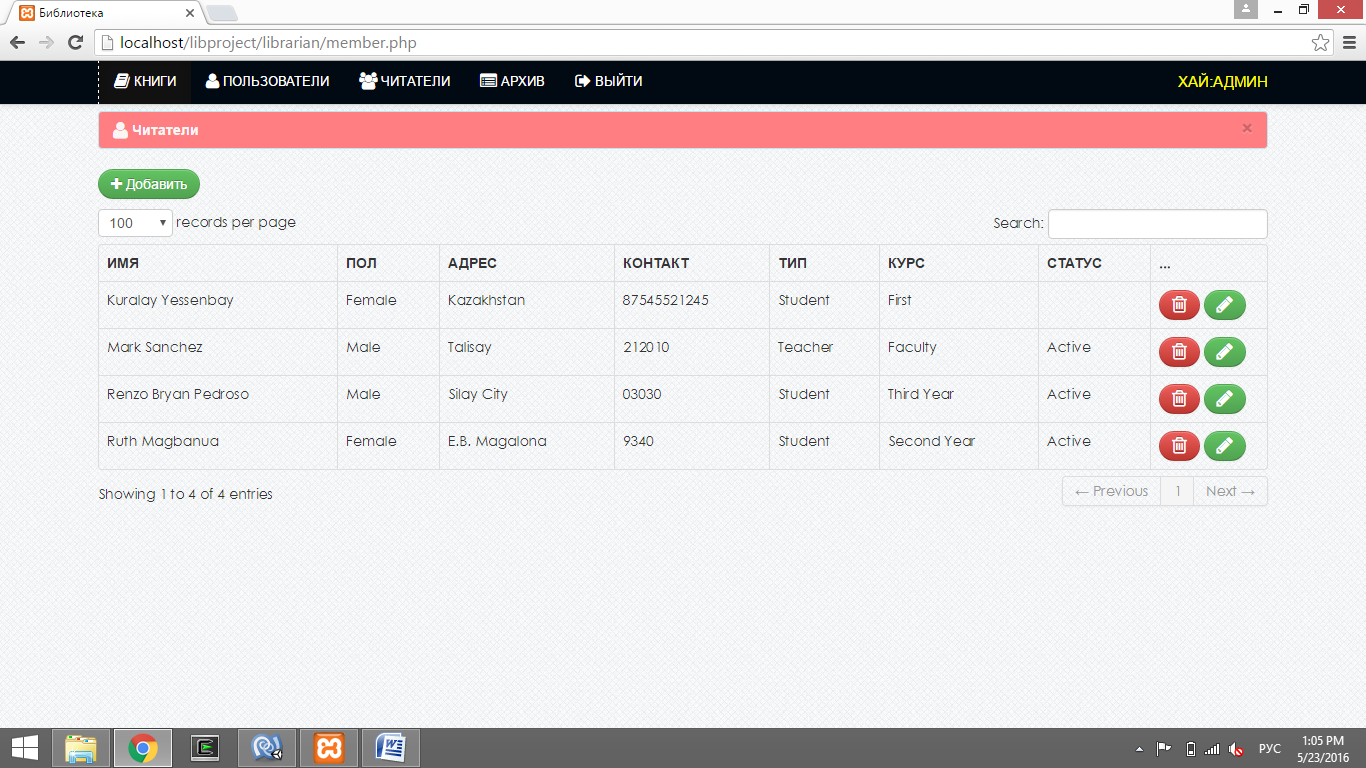 Библиотека
localhost/libproject/librarian/member.php
КНИГИ ПОЛЬЗОВАТЕЛИ ЧИТАТЕЛИ АРХИВ ВЫЙТИ ХАЙ:АДМИН
Читатели ×
Добавить
100 records per page Search:
ИМЯ ПОЛ АДРЕС КОНТАКТ ТИП КУРС СТАТУС ...
Kuralay Yessenbay Female Kazakhstan 87545521245 Student First
Mark Sanchez Male Talisay 212010 Teacher Faculty Active
Renzo Bryan Pedroso Male Silay City 03030 Student Third Year Active
Ruth Magbanua Female E.B. Magalona 9340 Student Second Year Active
Showing 1 to 4 of 4 entries ← Previous 1 Next →
РУС 1:05 PM
5/23/2016